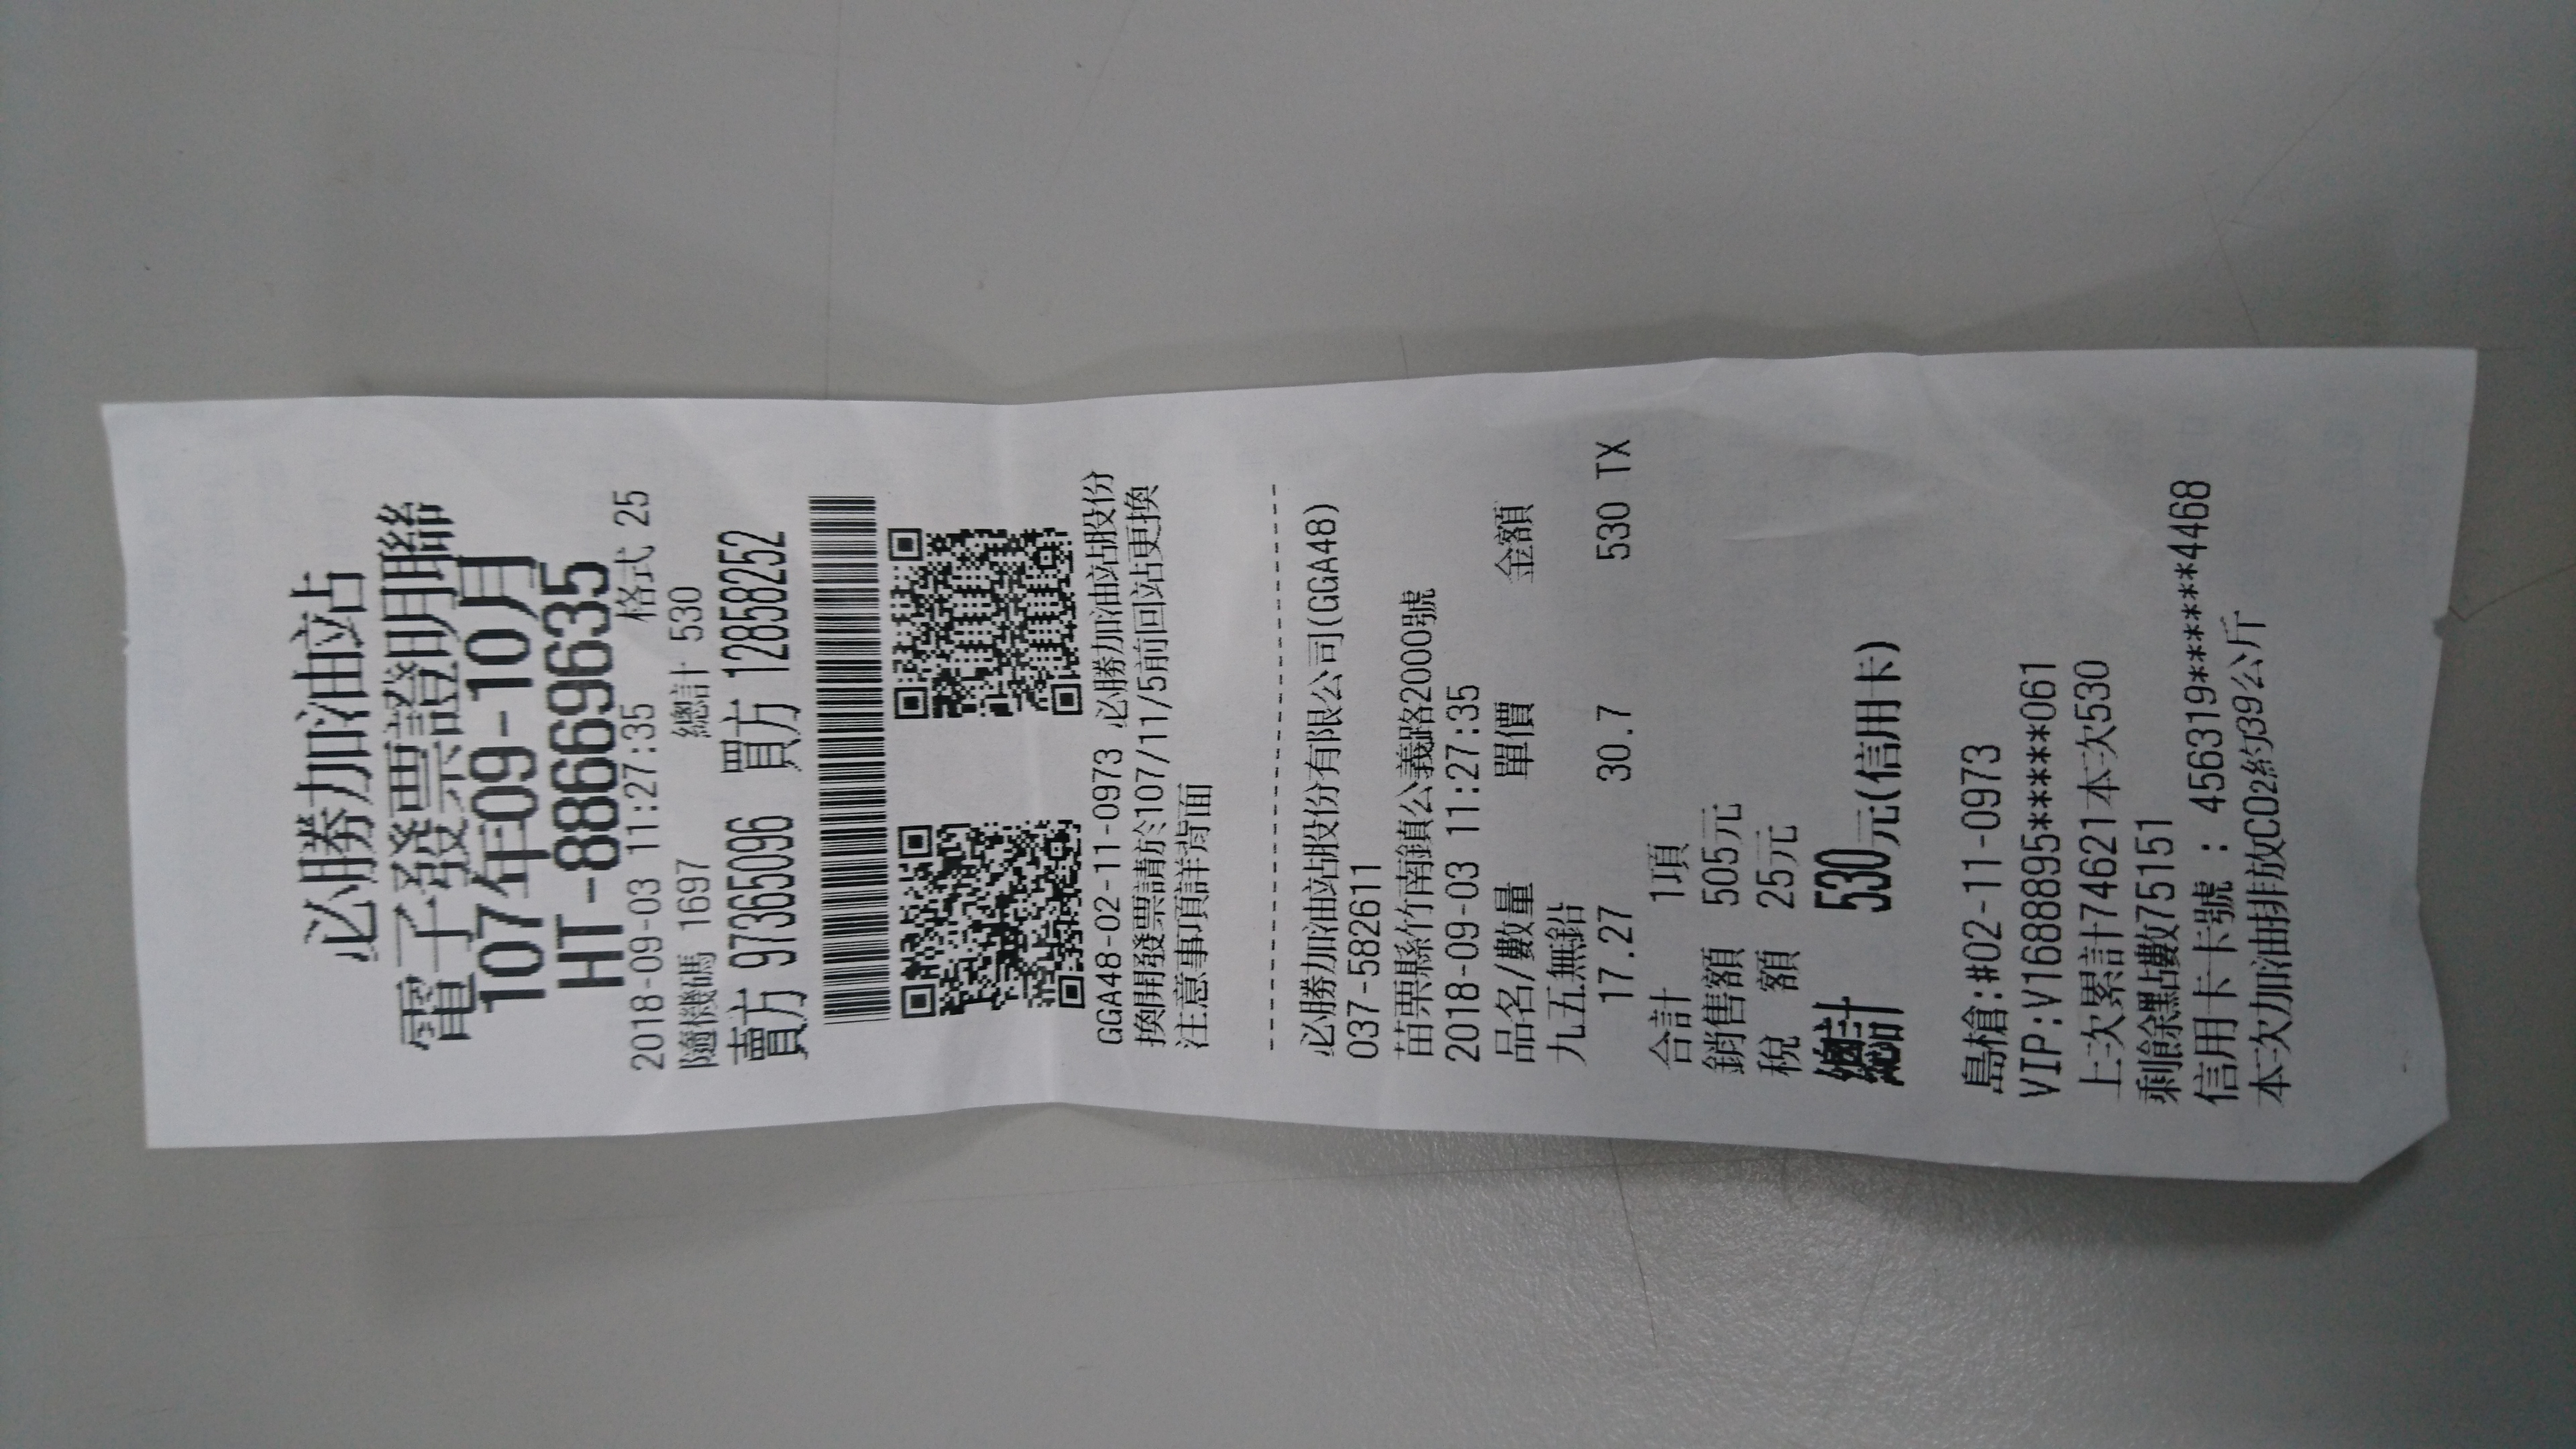 必勝加油站
電子發票證明聯
107年09-10月
HT-88669635
2018-09-03 11:27:35 格式 25
隨機碼 1697 總計 530
賣方 97365096 買方 12858252
GGA48-02-11-0973 必勝加油站股份
換開發票請於107/11/5前回站更換
注意事項詳背面
必勝加油站股份有限公司(GGA48)
037-582611
苗栗縣竹南鎮公義路2000號
2018-09-03 11:27:35
品名/數量 單價 金額
九五無鉛
17.27 30.7 530 TX
合計 1項
銷售額 505元
稅 額 25元
總計 530元(信用卡)
島槍:#02-11-0973
VIP:V1688895*****061
上次累計74621本次530
剩餘點數75151
信用卡卡號 : 456319******4468
本次加油排放CO2約39公斤